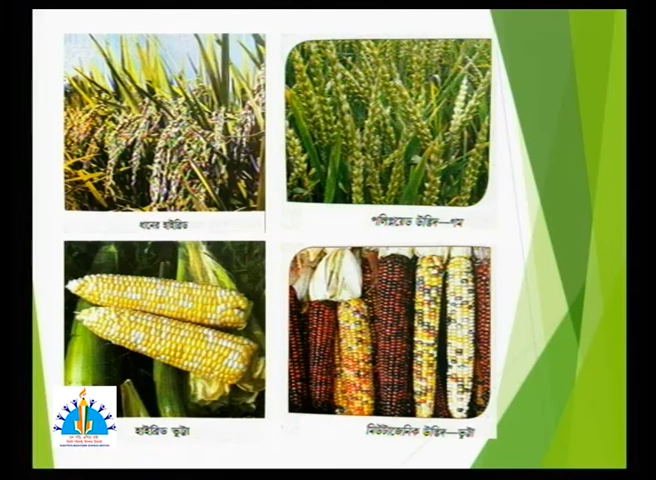 ধানের হাইব্রিড
পলিপ্লয়েড উদ্ভিদ—গম
হাইব্রিড ভুট্টা
মিউটাজেনিক উদ্ভিদ—ভুট্টা